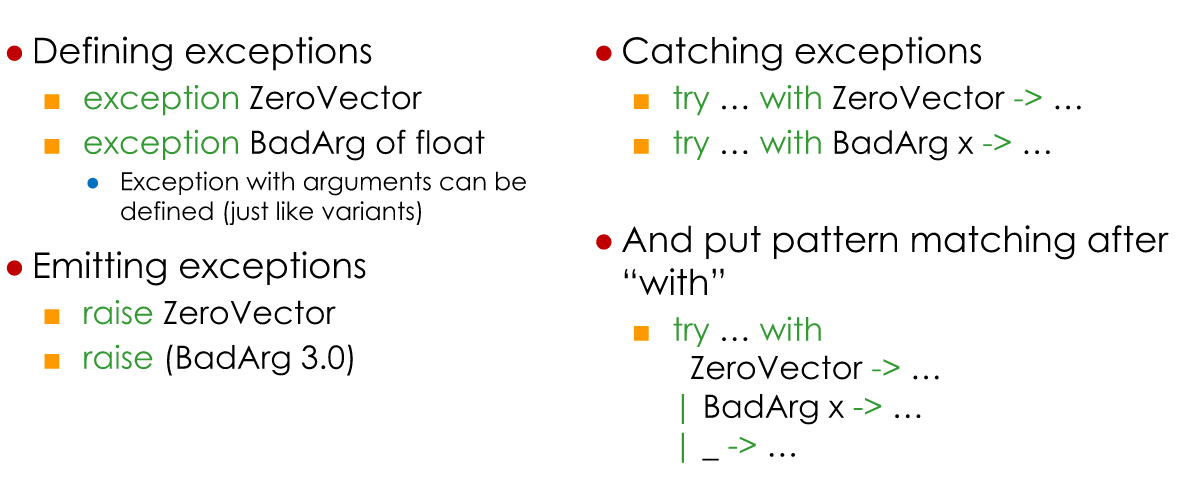 Defining exceptions
exception ZeroVector
exception BadArg of float
Exception with arguments can be
defined (just like variants)
Emitting exceptions
raise ZeroVector
raise (BadArg 3.0)
Catching exceptions
try … with ZeroVector -> …
try … with BadArg x -> …
And put pattern matching after
“with”
try … with
ZeroVector -> …
| BadArg x -> …
| _ -> …